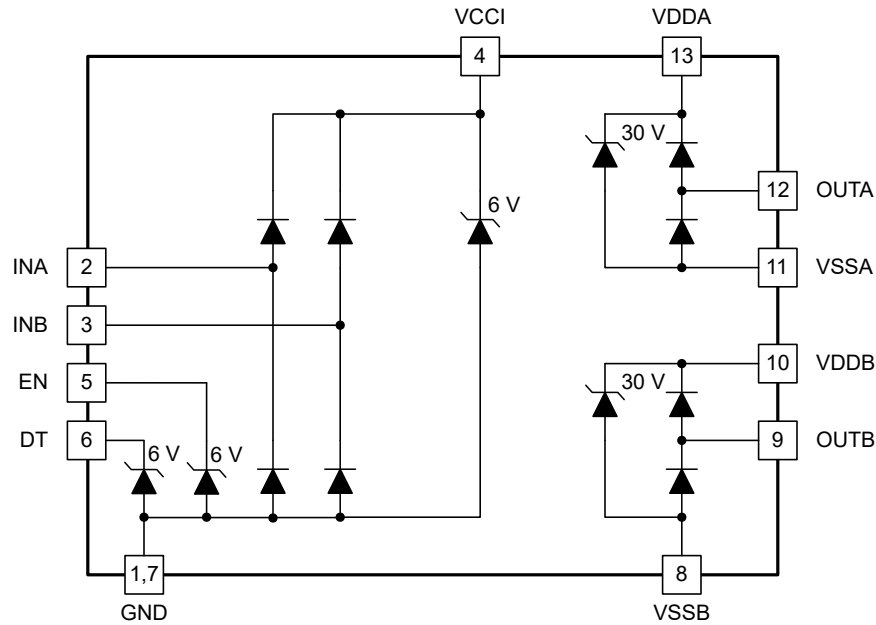 VCCI VDDA
4 13
30 V
12 OUTA
6 V
INA 2 11 VSSA
INB 3
10 VDDB
EN 5 30 V
DT 6 9 OUTB
6 V 6 V
1,7 8
GND VSSB